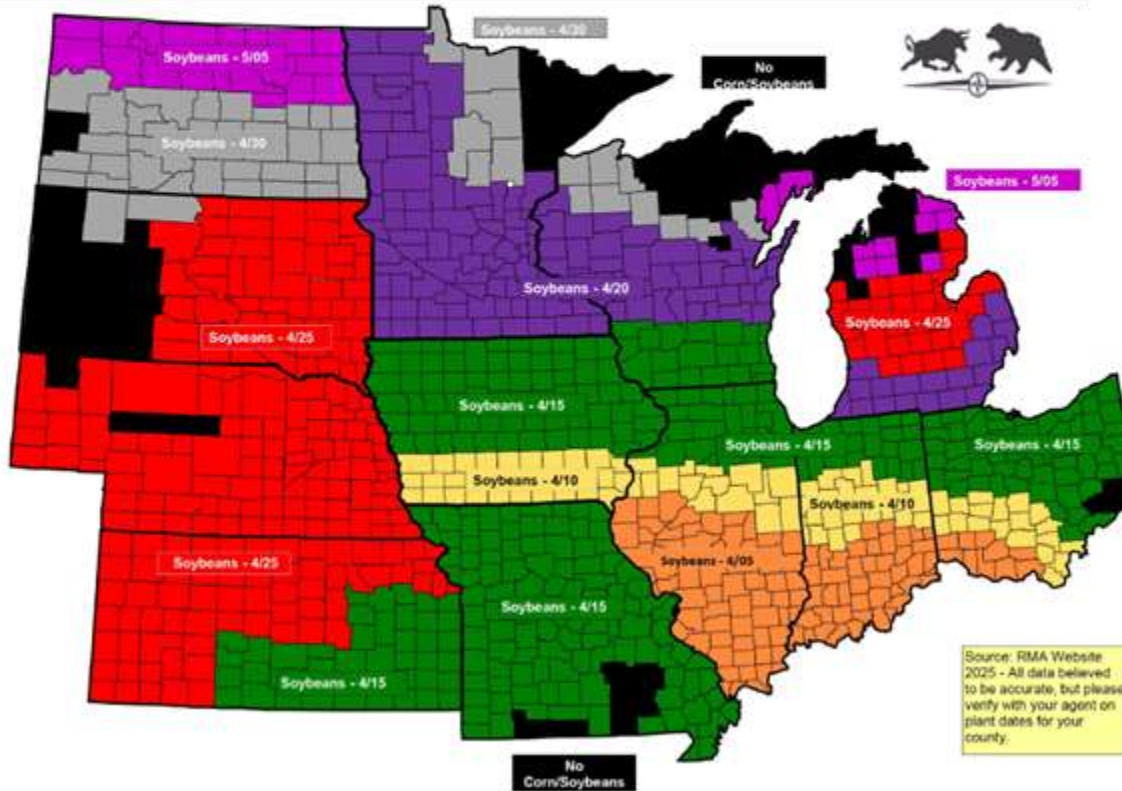 Soybeans - 4/30
Soybeans - 5/05
No
Corn/Soybeans
Soybeans - 4/30
Soybeans - 5/05
Soybeans - 4/20
Soybeans - 4/25
Soybeans - 4/25
Soybeans - 4/15
Soybeans - 4/15
Soybeans - 4/15
Soybeans - 4/10
Soybeans - 4/10
Soybeans - 4/25
Soybeans - 4/05
Soybeans - 4/15
Soybeans - 4/15
Source: RMA Website
2025 - All data believed
to be accurate, but please
verify with your agent on
plant dates for your
county.
No
Corn/Soybeans